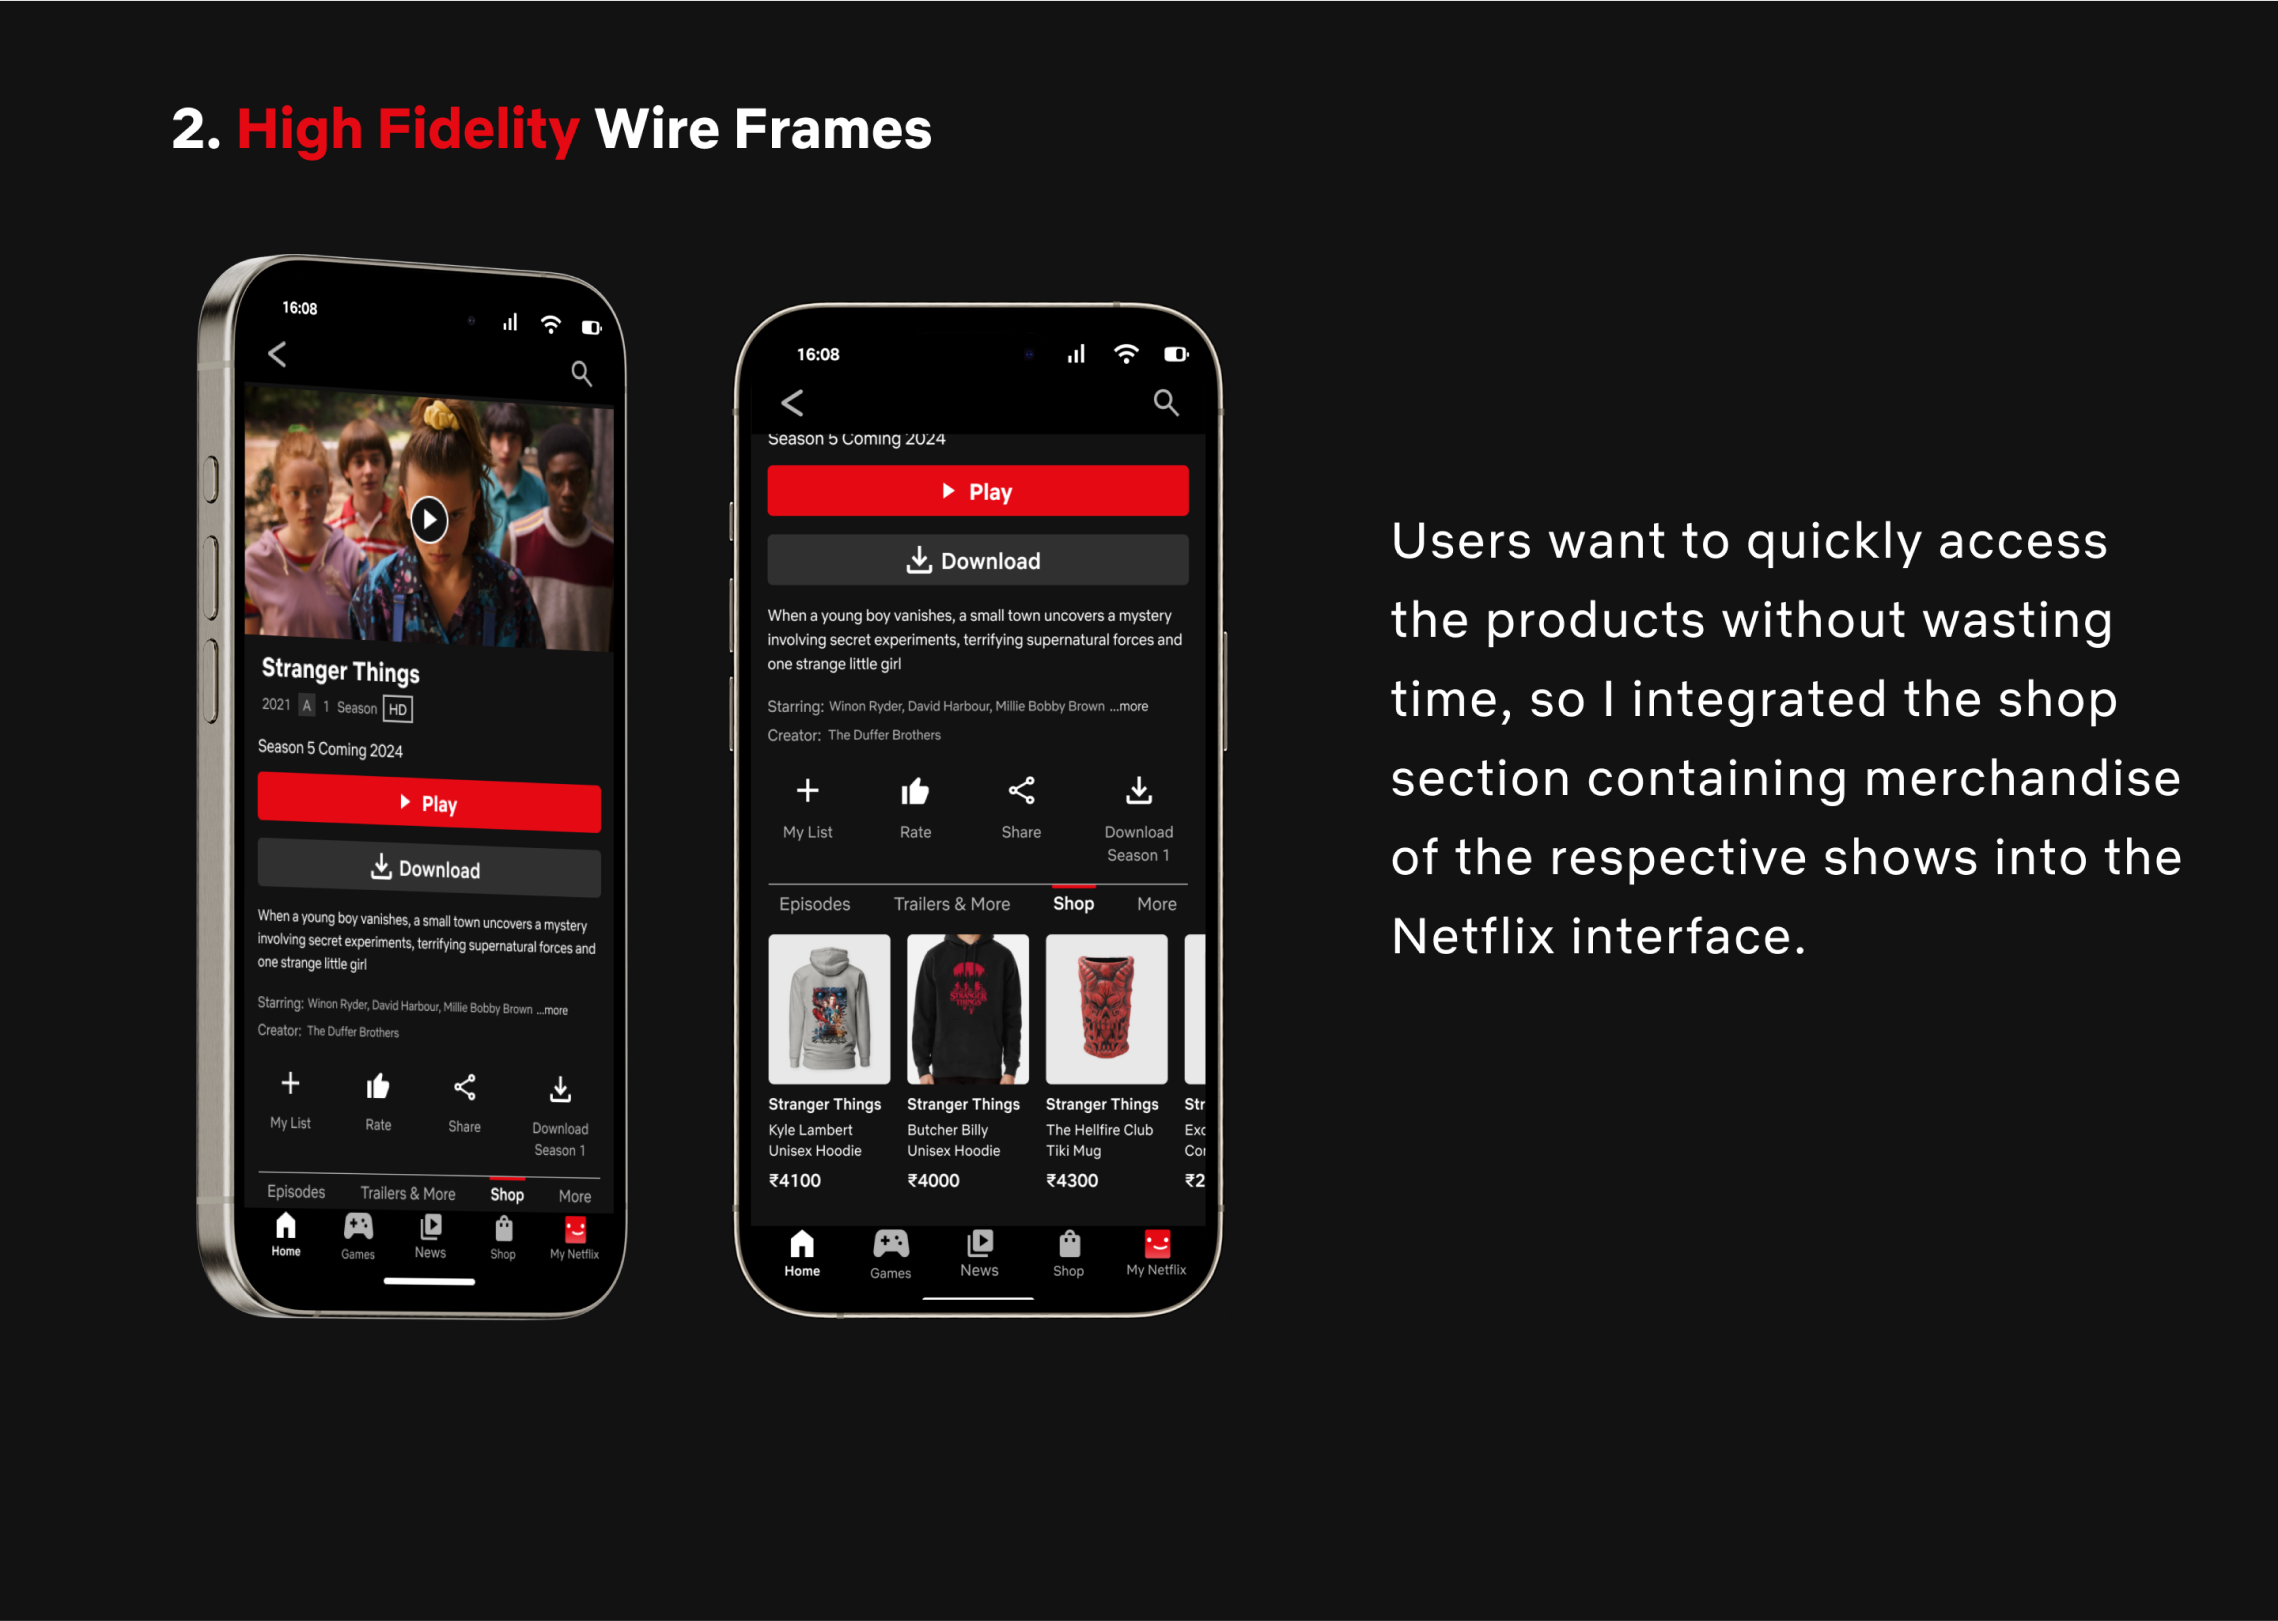 2. High Fidelity Wire Frames
16:08
Stranger Things
2021 A 1 Season HD
Season 5 Coming 2024
Play
Download
When a young boy vanishes, a small town uncovers a mystery
involving secret experiments, terrifying supernatural forces and
one strange little girl
Starring: Winon Ryder, David Harbour, Millie Bobby Brown ...more
Creator: The Duffer Brothers
My List Rate Share Download
Season 1
Episodes Trailers & More Shop More
Home Games News Shop My Netflix
16:08
Season 5 Coming 2024
Play
Download
When a young boy vanishes, a small town uncovers a mystery
involving secret experiments, terrifying supernatural forces and
one strange little girl
Starring: Winon Ryder, David Harbour, Millie Bobby Brown ...more
Creator: The Duffer Brothers
My List Rate Share Download
Season 1
Episodes Trailers & More Shop More
STRANGER
THINGS
Stranger Things Stranger Things Stranger Things Str
Kyle Lambert Butcher Billy The Hellfire Club Exc
Unisex Hoodie Unisex Hoodie Tiki Mug Co
₹4100 ₹4000 ₹4300 ₹2
Home Games News Shop My Netflix
Users want to quickly access
the products without wasting
time, so I integrated the shop
section containing merchandise
of the respective shows into the
Netflix interface.